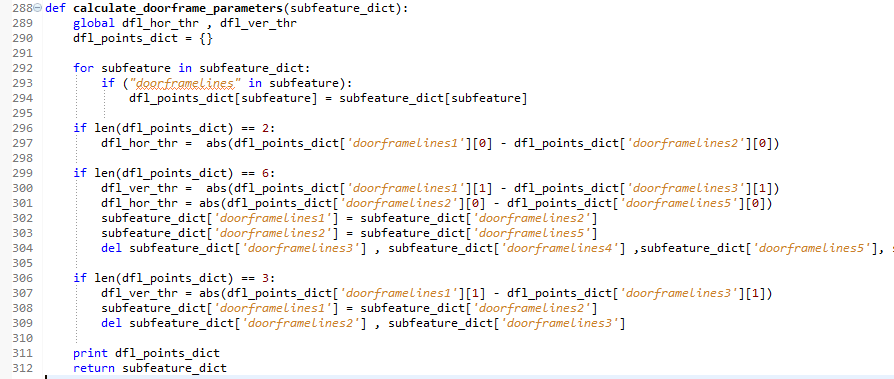 288 def calculate_doorframe_parameters(subfeature_dict):
289 global dfl_hor_thr , dfl_ver_thr
290 dfl_points_dict = {}
291
292 for subfeature in subfeature_dict:
293 if ("doorframelines" in subfeature):
294 dfl_points_dict[subfeature] = subfeature_dict[subfeature]
295
296 if len(dfl_points_dict) == 2:
297 dfl_hor_thr =  abs(dfl_points_dict['doorframelines1'][0] - dfl_points_dict['doorframelines2'][0])
298
299 if len(dfl_points_dict) == 6:
300 dfl_ver_thr =  abs(dfl_points_dict['doorframelines1'][1] - dfl_points_dict['doorframelines3'][1])
301 dfl_hor_thr = abs(dfl_points_dict['doorframelines2'][0] - dfl_points_dict['doorframelines5'][0])
302 subfeature_dict['doorframelines1'] = subfeature_dict['doorframelines2']
303 subfeature_dict['doorframelines2'] = subfeature_dict['doorframelines5']
304 del subfeature_dict['doorframelines3'] , subfeature_dict['doorframelines4'] ,subfeature_dict['doorframelines5'],
305
306 if len(dfl_points_dict) == 3:
307 dfl_ver_thr = abs(dfl_points_dict['doorframelines1'][1] - dfl_points_dict['doorframelines3'][1])
308 subfeature_dict['doorframelines1'] = subfeature_dict['doorframelines2']
309 del subfeature_dict['doorframelines2'] , subfeature_dict['doorframelines3']
310
311 print dfl_points_dict
312 return subfeature_dict